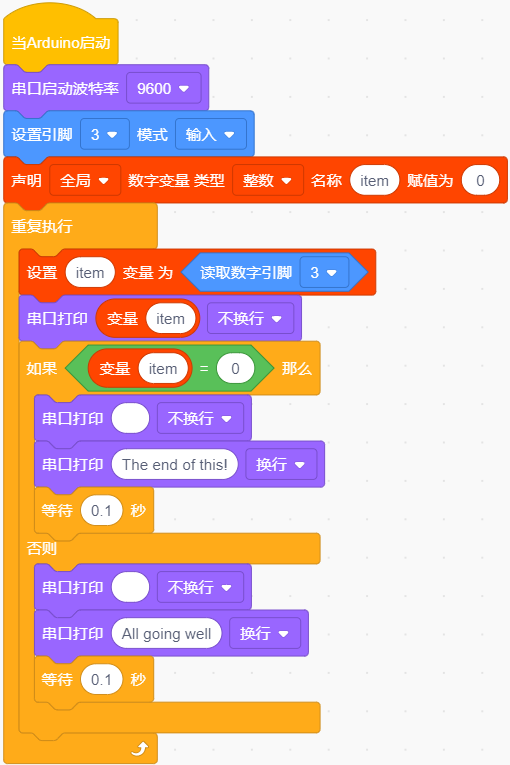 当Arduino启动
串口启动波特率 9600
设置引脚 3 模式 输入
声明 全局 数字变量 类型 整数 名称 item 赋值为 0
重复执行
设置 item 变量 为 读取数字引脚 3
串口打印 变量 item 不换行
如果 变量 item = 0 那么
串口打印 不换行
串口打印 The end of this! 换行
等待 0.1 秒
否则
串口打印 不换行
串口打印 All going well 换行
等待 0.1 秒